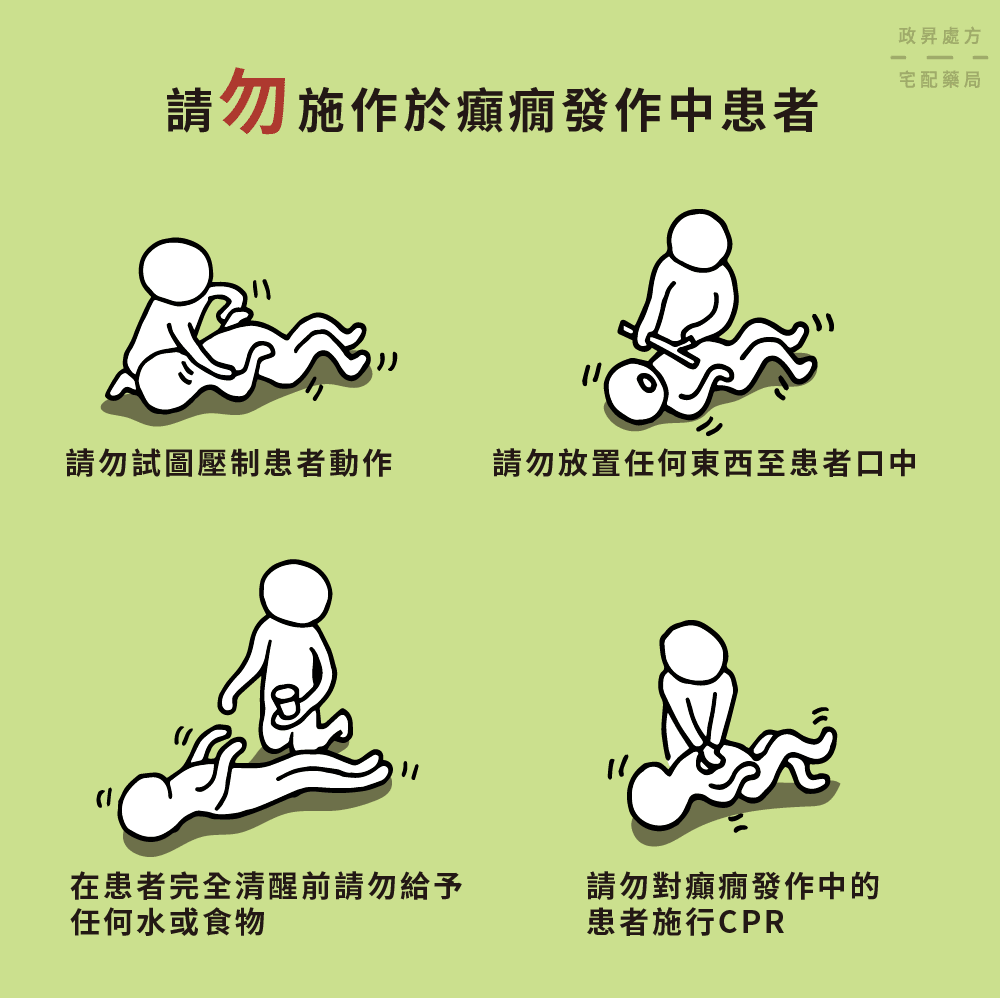 政昇處方
宅配藥局
請勿施作於癲癇發作中患者
請勿試圖壓制患者動作
請勿放置任何東西至患者口中
在患者完全清醒前請勿給予
任何水或食物
請勿對癲癇發作中的
患者施行CPR